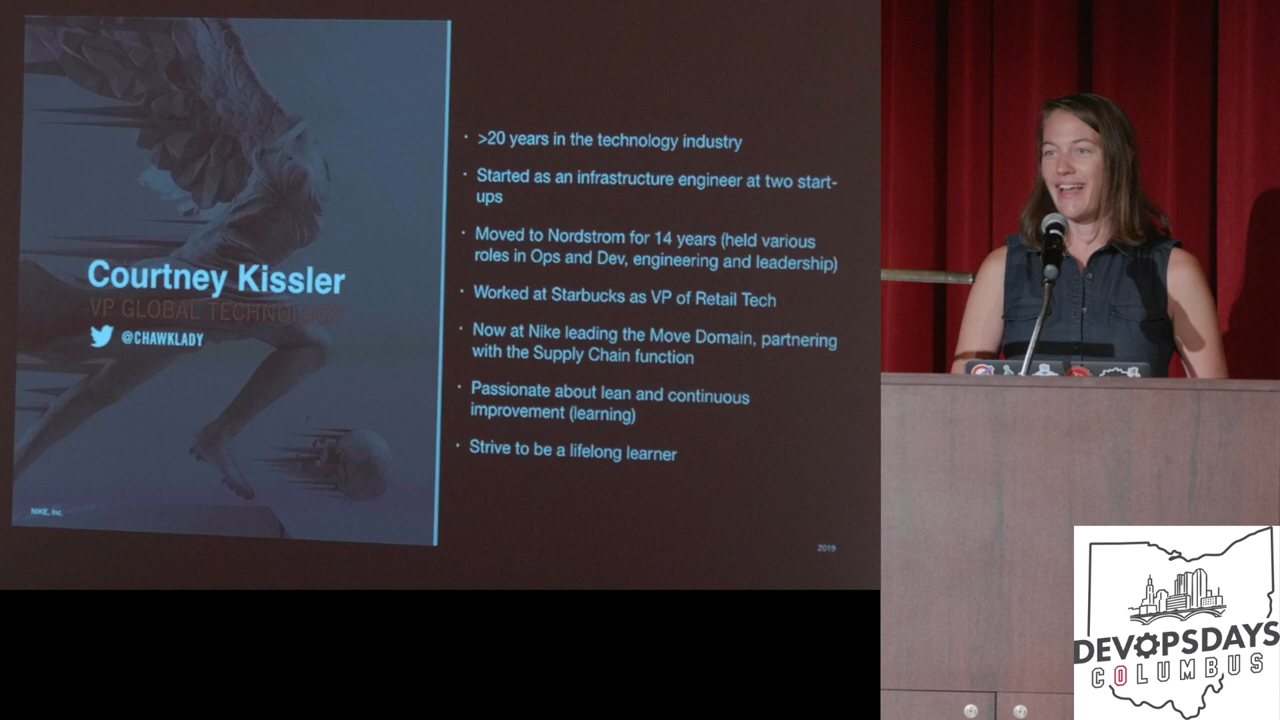 Courtney Kissler
VP GLOBAL TECHNOLOGY
@CHAWKLADY
NIKE, Inc.
· >20 years in the technology industry
· Started as an infrastructure engineer at two start-
ups
· Moved to Nordstrom for 14 years (held various
roles in Ops and Dev, engineering and leadership)
· Worked at Starbucks as VP of Retail Tech
· Now at Nike leading the Move Domain, partnering
with the Supply Chain function
· Passionate about lean and continuous
improvement (learning)
· Strive to be a lifelong learner
2019
DEVOPSDAYS
COLUMBUS